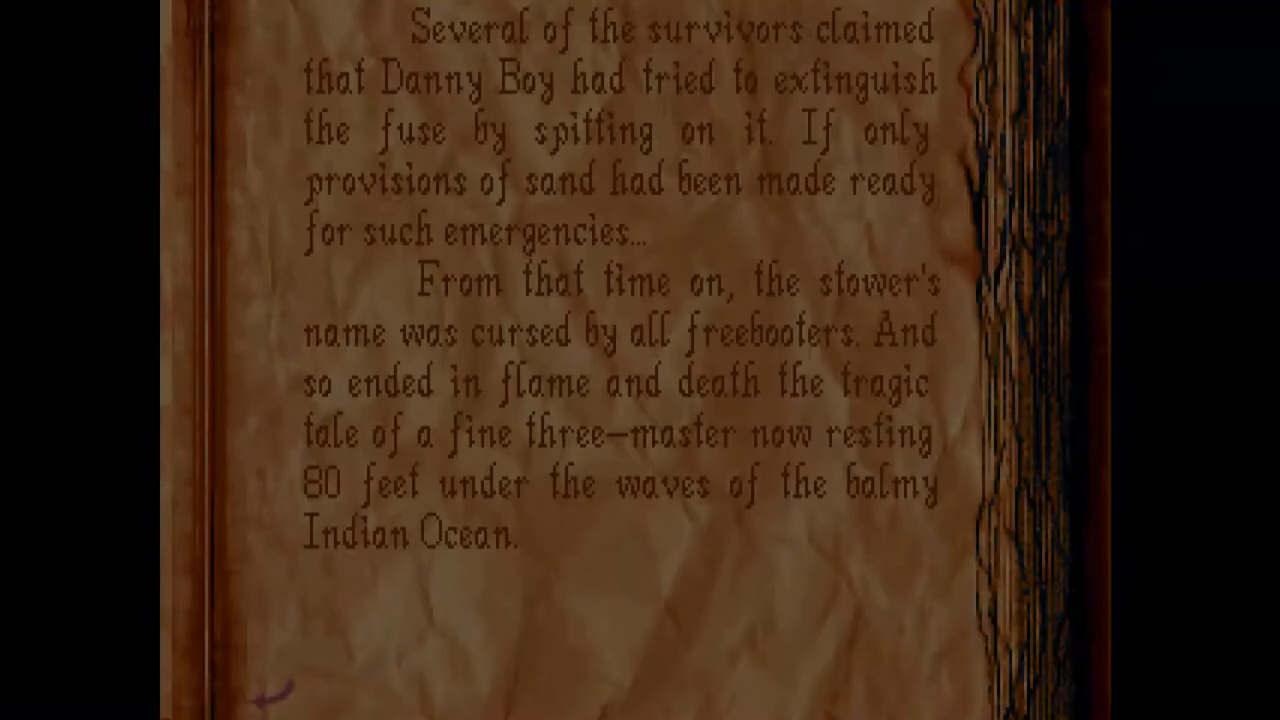 Several of the survivors claimed
that Danny Boy had tried to extinguish
the fuse by spitting on it. If only
provisions of sand had been made ready
for such emergencies...
From that time on, the stower's
name was cursed by all freebooters. And
so ended in flame and death the tragic
tale of a fine three-master now resting
80 feet under the waves of the balmy
Indian Ocean.